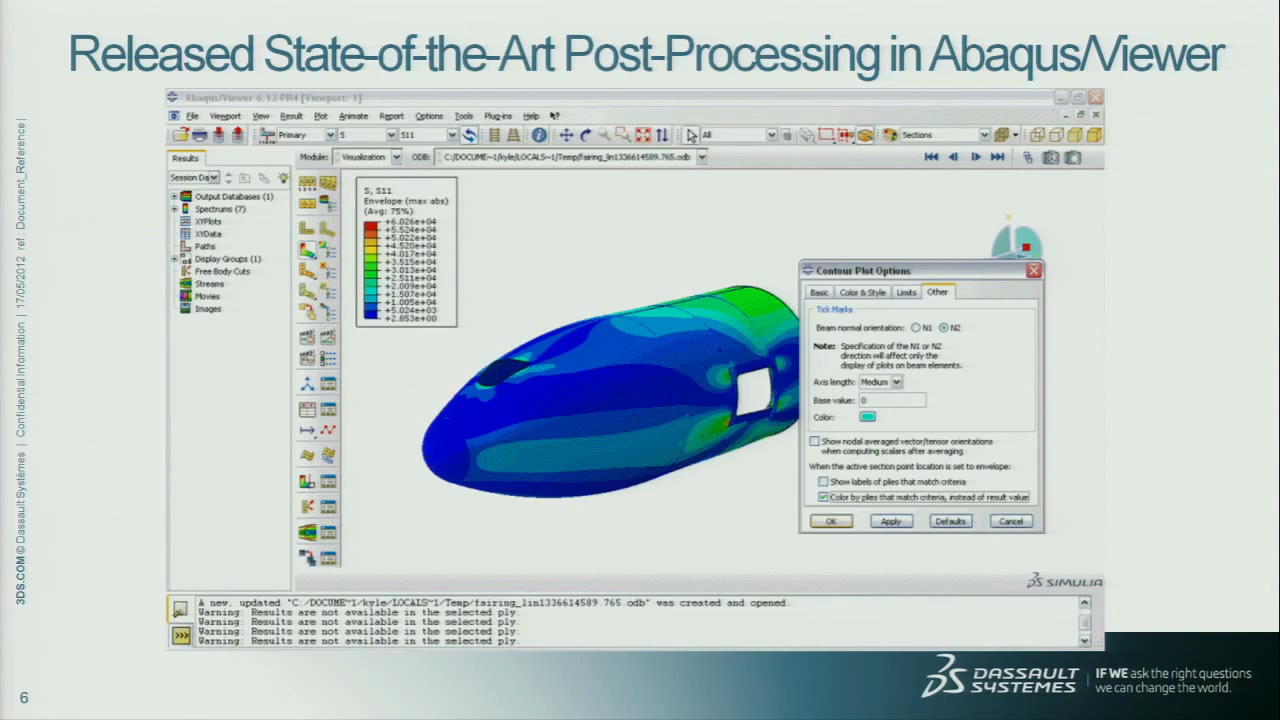 Released State-of-the-Art Post-Processing in Abaqus/Viewer
Abaqus/Viewer 6.12-PR4 [Viewport: 1]
File Viewport View Result Plot Animate Report Options Tools Plug-ins Help
Primary S S11 All Sections
Results Module: Visualization ODB: C:/DOCUME~1/kyle/LOCALS~1/Temp/fairing_lin1336614589.765.odb
Session Da
Output Databases (1)
Spectrums (7)
XYPlots
XYData
Paths
Display Groups (1)
Free Body Cuts
Streams
Movies
Images
S, S11
Envelope (max abs)
(Avg: 75%)
+6.026e+04
+5.524e+04
+5.022e+04
+4.520e+04
+4.017e+04
+3.515e+04
+3.013e+04
+2.511e+04
+2.009e+04
+1.507e+04
+1.005e+04
+5.024e+03
+2.853e+00
Contour Plot Options
Basic Color & Style Limits Other
Tick Marks
Beam normal orientation: N1 N2
Note: Specification of the N1 or N2
direction will affect only the
display of plots on beam elements.
Axis length: Medium
Base value: 0
Color:
Show nodal averaged vector/tensor orientations
when computing scalars after averaging
When the active section point location is set to envelope:
Show labels of plies that match criteria
Color by plies that match criteria, instead of result value
OK Apply Defaults Cancel
SIMULIA
A new, updated "C:/DOCUME~1/kyle/LOCALS~1/Temp/fairing_lin1336614589.765.odb" was created and opened.
Warning: Results are not available in the selected ply.
Warning: Results are not available in the selected ply.
Warning: Results are not available in the selected ply.
Warning: Results are not available in the selected ply.
3DS.COM © Dassault Systèmes | Confidential Information | 17/05/2012 ref.: Document_Reference |
6
DASSAULT
SYSTEMES
IF WE ask the right questions
we can change the world.